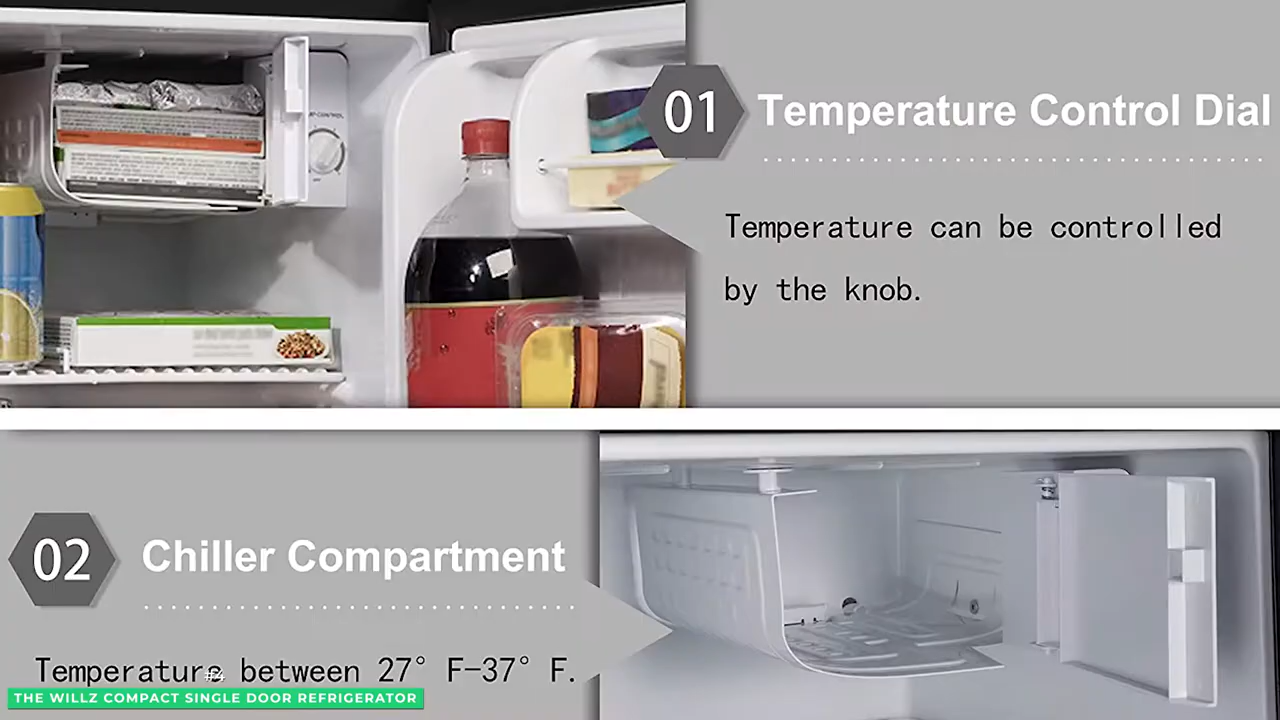 01
Temperature Control Dial
Temperature can be controlled
by the knob.
02
Chiller Compartment
Temperature between 27° F-37° F.
#4
THE WILLZ COMPACT SINGLE DOOR REFRIGERATOR